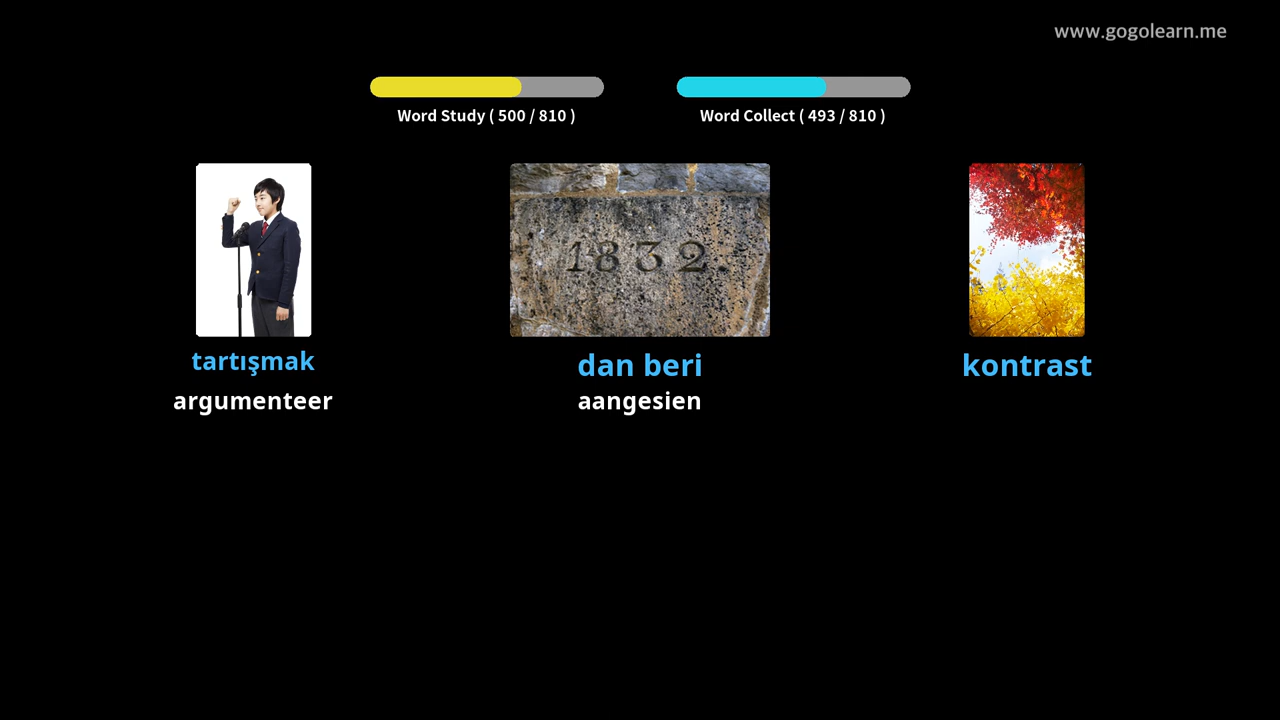 www.gogolearn.me
Word Study ( 500 / 810 )
Word Collect ( 493 / 810 )
1832.
tartışmak
dan beri
kontrast
argumenteer
aangesien